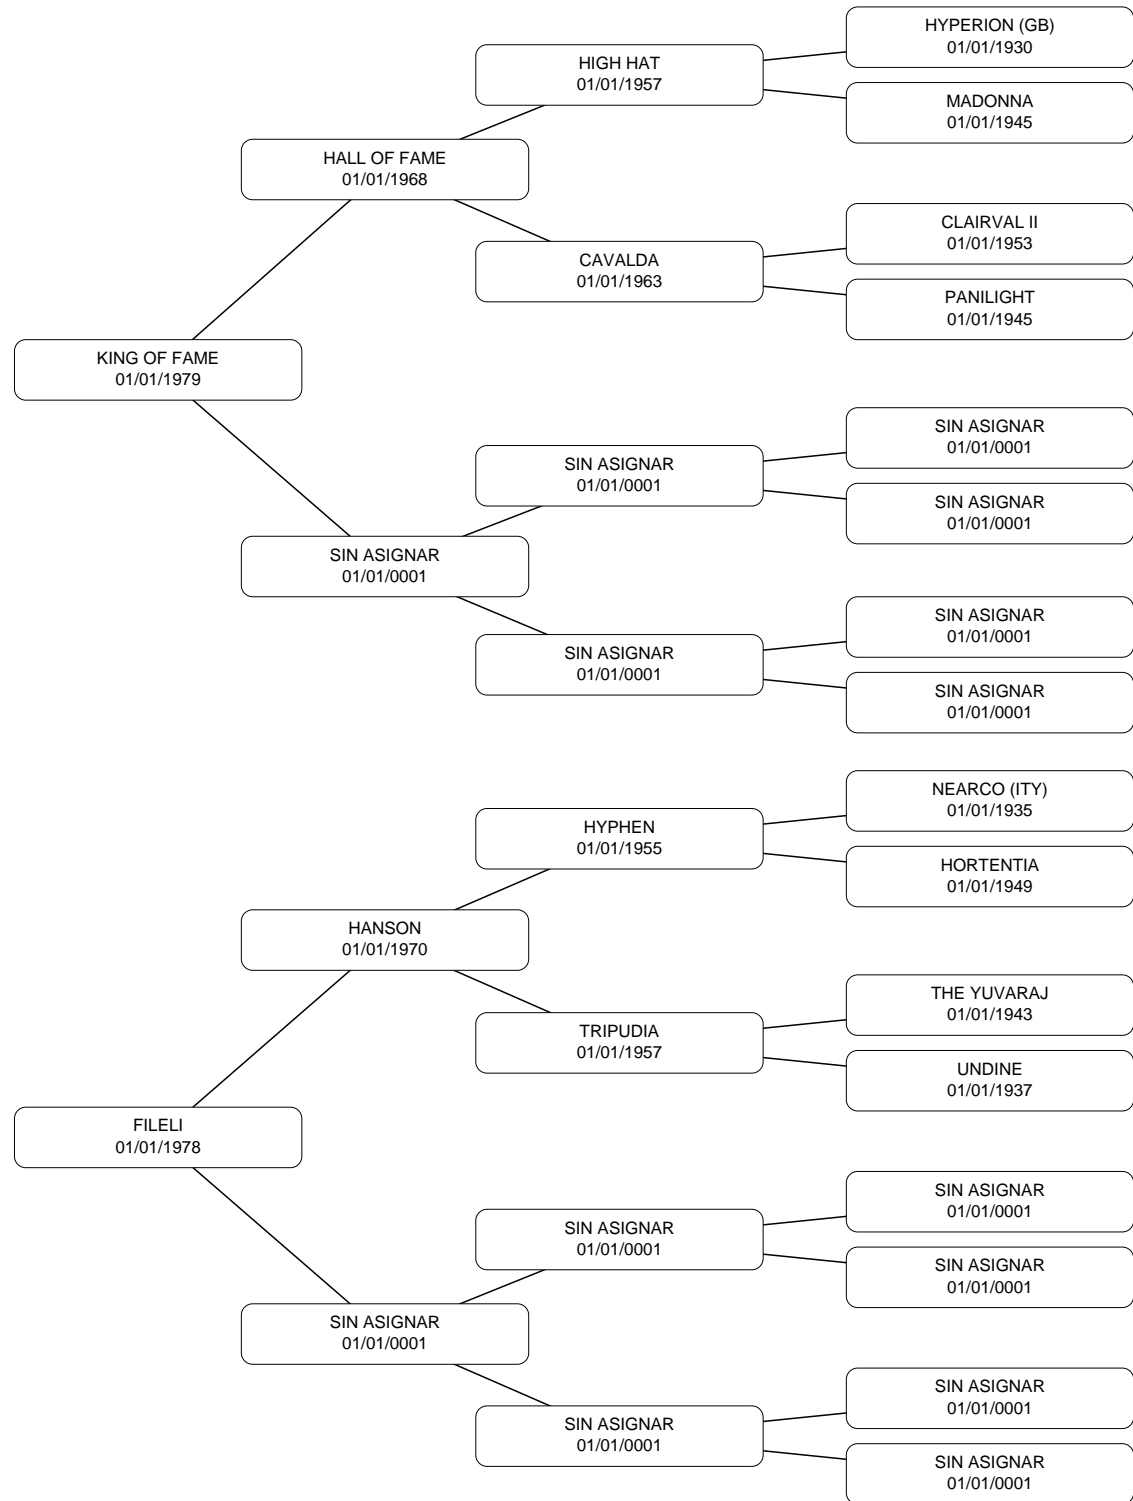 HYPERION (GB)
01/01/1930
HIGH HAT
01/01/1957
MADONNA
01/01/1945
HALL OF FAME
01/01/1968
CLAIRVAL II
01/01/1953
CAVALDA
01/01/1963
PANILIGHT
01/01/1945
KING OF FAME
01/01/1979
SIN ASIGNAR
01/01/0001
SIN ASIGNAR
01/01/0001
SIN ASIGNAR
01/01/0001
SIN ASIGNAR
01/01/0001
SIN ASIGNAR
01/01/0001
SIN ASIGNAR
01/01/0001
SIN ASIGNAR
01/01/0001
NEARCO (ITY)
01/01/1935
HYPHEN
01/01/1955
HORTENTIA
01/01/1949
HANSON
01/01/1970
THE YUVARAJ
01/01/1943
TRIPUDIA
01/01/1957
UNDINE
01/01/1937
FILELI
01/01/1978
SIN ASIGNAR
01/01/0001
SIN ASIGNAR
01/01/0001
SIN ASIGNAR
01/01/0001
SIN ASIGNAR
01/01/0001
SIN ASIGNAR
01/01/0001
SIN ASIGNAR
01/01/0001
SIN ASIGNAR
01/01/0001